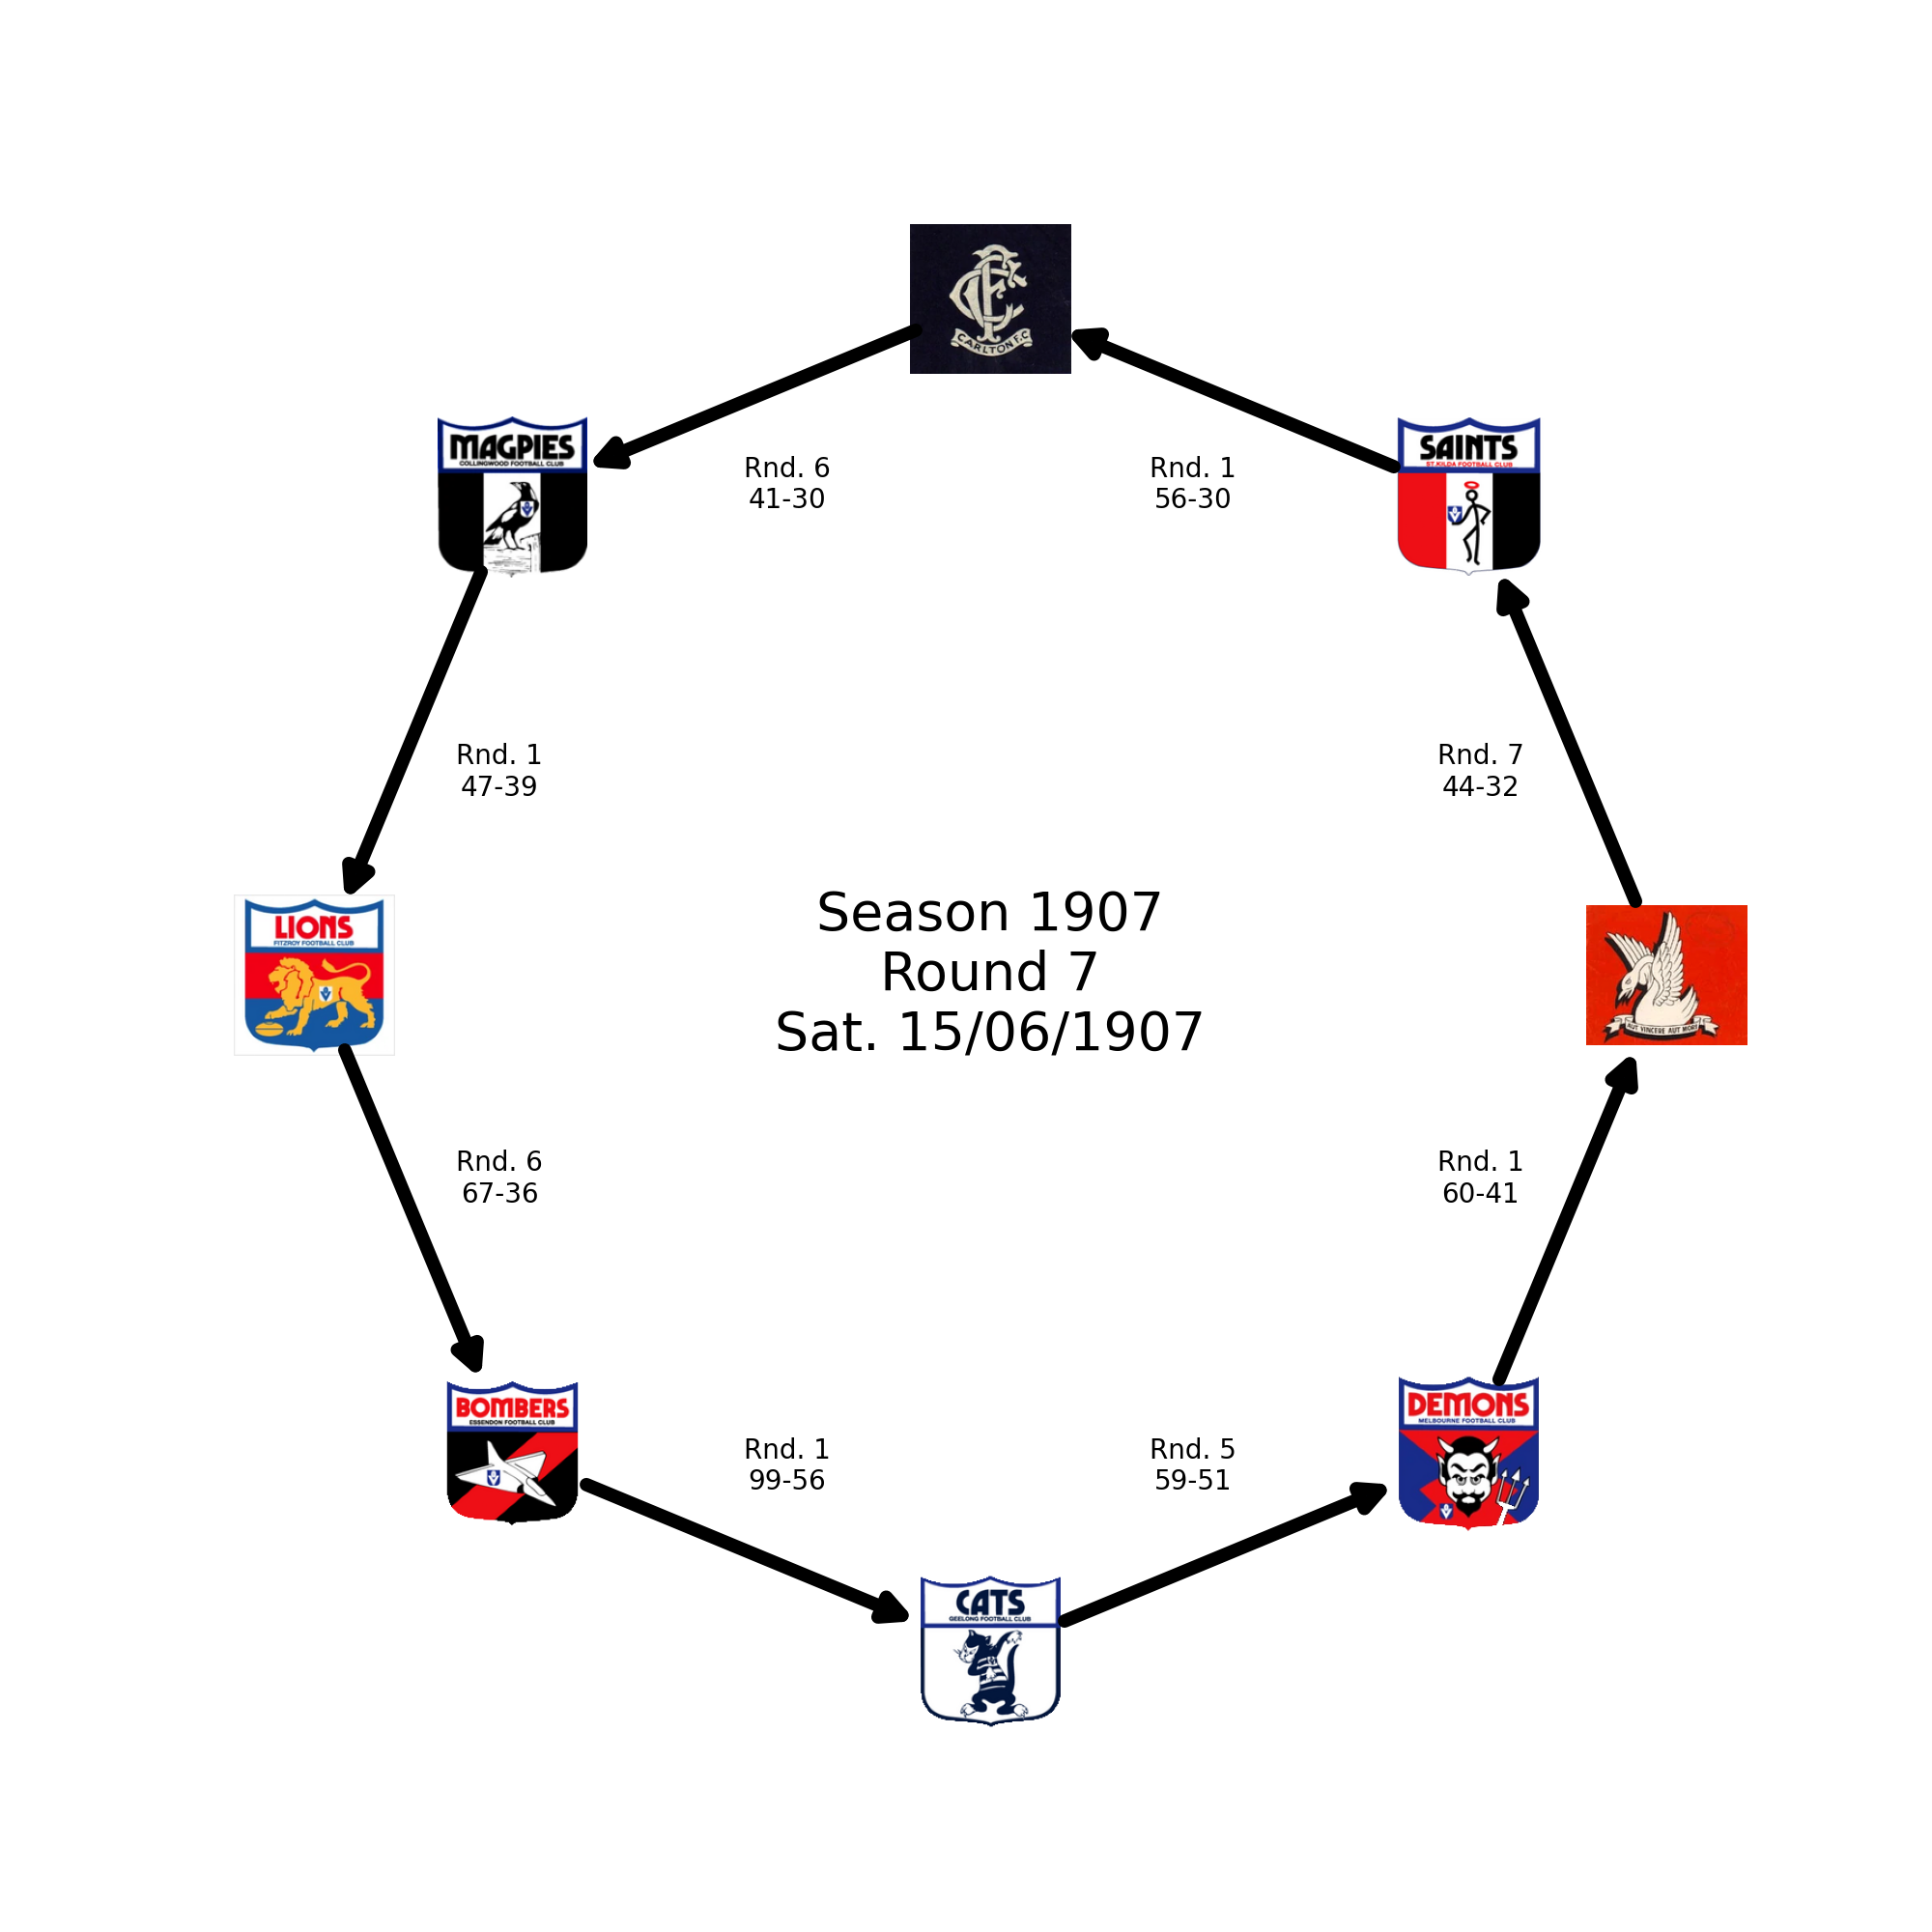 CARLTON F.C
MAGPIES
COLLINGWOOD FOOTBALL CLUB
SAINTS
ST.KILDA FOOTBALL CLUB
Rnd. 6
41-30
Rnd. 1
56-30
Rnd. 1
47-39
Rnd. 7
44-32
LIONS
FITZROY FOOTBALL CLUB
Season 1907
Round 7
Sat. 15/06/1907
AUT VINCERE AUT MORI
Rnd. 6
67-36
Rnd. 1
60-41
BOMBERS
ESSENDON FOOTBALL CLUB
DEMONS
MELBOURNE FOOTBALL CLUB
Rnd. 1
99-56
Rnd. 5
59-51
CATS
GEELONG FOOTBALL CLUB